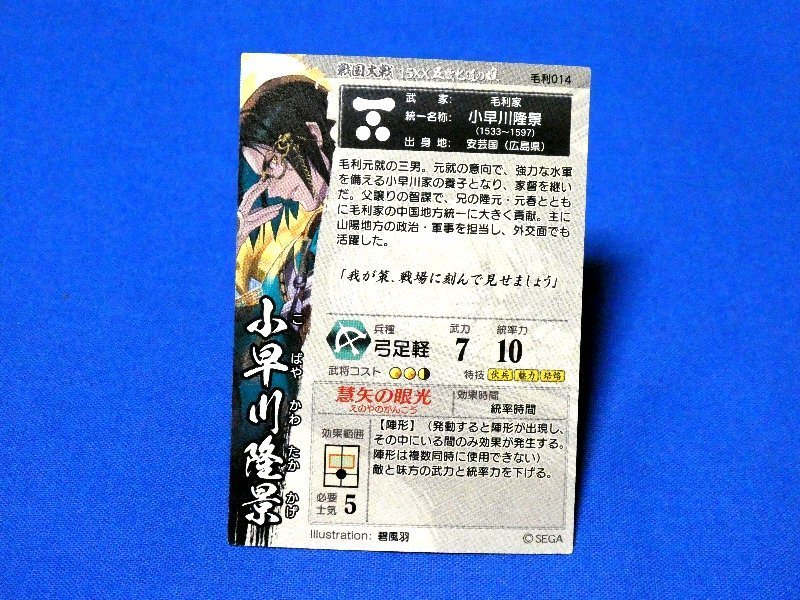 戦国大戦 15XX 五宮
毛利014
武家: 毛利家
統一名称: 小早川隆景
(1533〜1597)
出身地: 安芸国（広島県）
毛利元就の三男。元就の意向で、強力な水軍
を備える小早川家の養子となり、家督を継い
だ。父譲りの智謀で、兄の隆元・元春ととも
に毛利家の中国地方統一に大きく貢献。主に
山陽地方の政治・軍事を担当し、外交面でも
活躍した。
「我が策、戦場に刻んで見せましょう」
小早川隆景
こばやかわたかかげ
兵種 弓足軽
武力 7
統率力 10
武将コスト
特技 伏兵 魅力
慧矢の眼光
えのやのがんこう
効果時間
統率時間
効果範囲
必要士気 5
【陣形】（発動すると陣形が出現し、
その中にいる間のみ効果が発生する。
陣形は複数同時に使用できない）
敵と味方の武力と統率力を下げる。
Illustration: 碧風羽
©SEGA